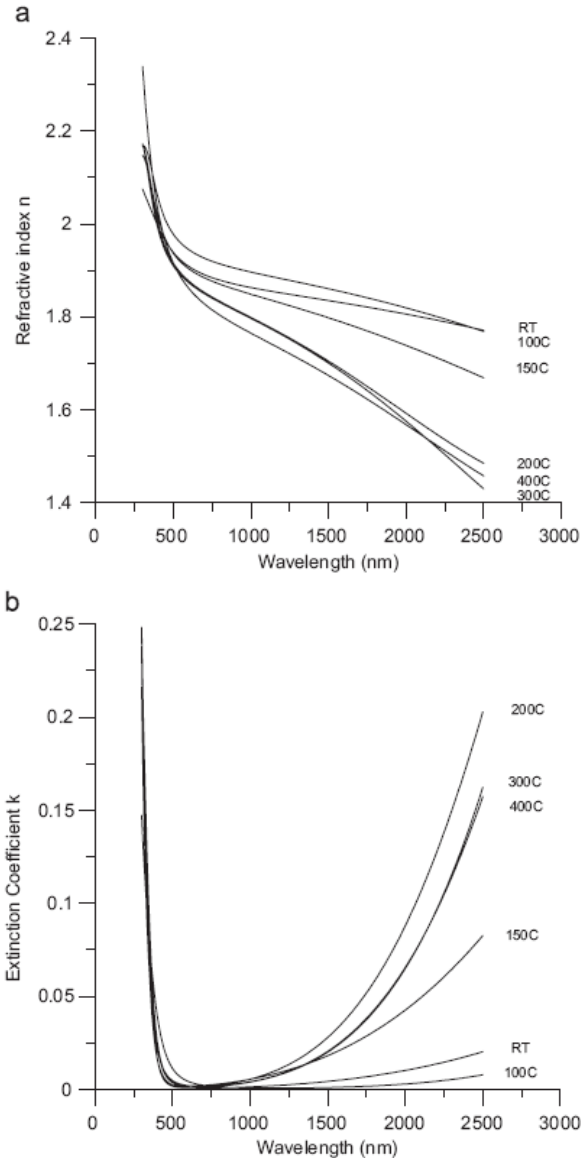 a
2.4
2.2
2
1.8
1.6
1.4
Refractive index n
RT
100C
150C
200C
400C
300C
0 500 1000 1500 2000 2500 3000
Wavelength (nm)
b
0.25
0.2
0.15
0.1
0.05
0
Extinction Coefficient k
200C
300C
400C
150C
RT
100C
0 500 1000 1500 2000 2500 3000
Wavelength (nm)